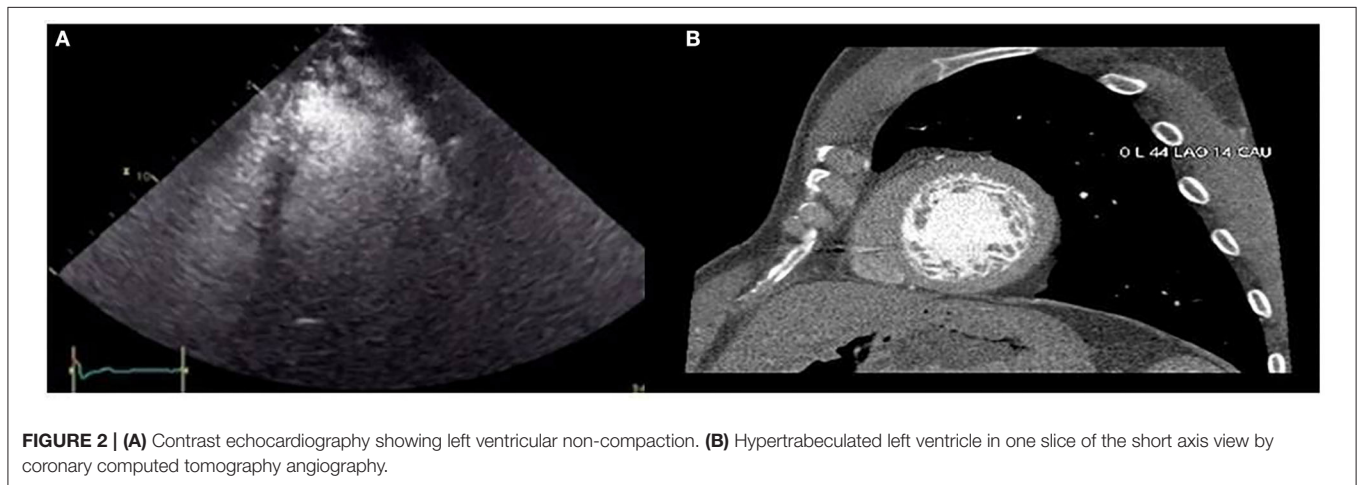 A
B
10
0 L 44 LAO 14 CAU
FIGURE 2 | (A) Contrast echocardiography showing left ventricular non-compaction. (B) Hypertrabeculated left ventricle in one slice of the short axis view by
coronary computed tomography angiography.